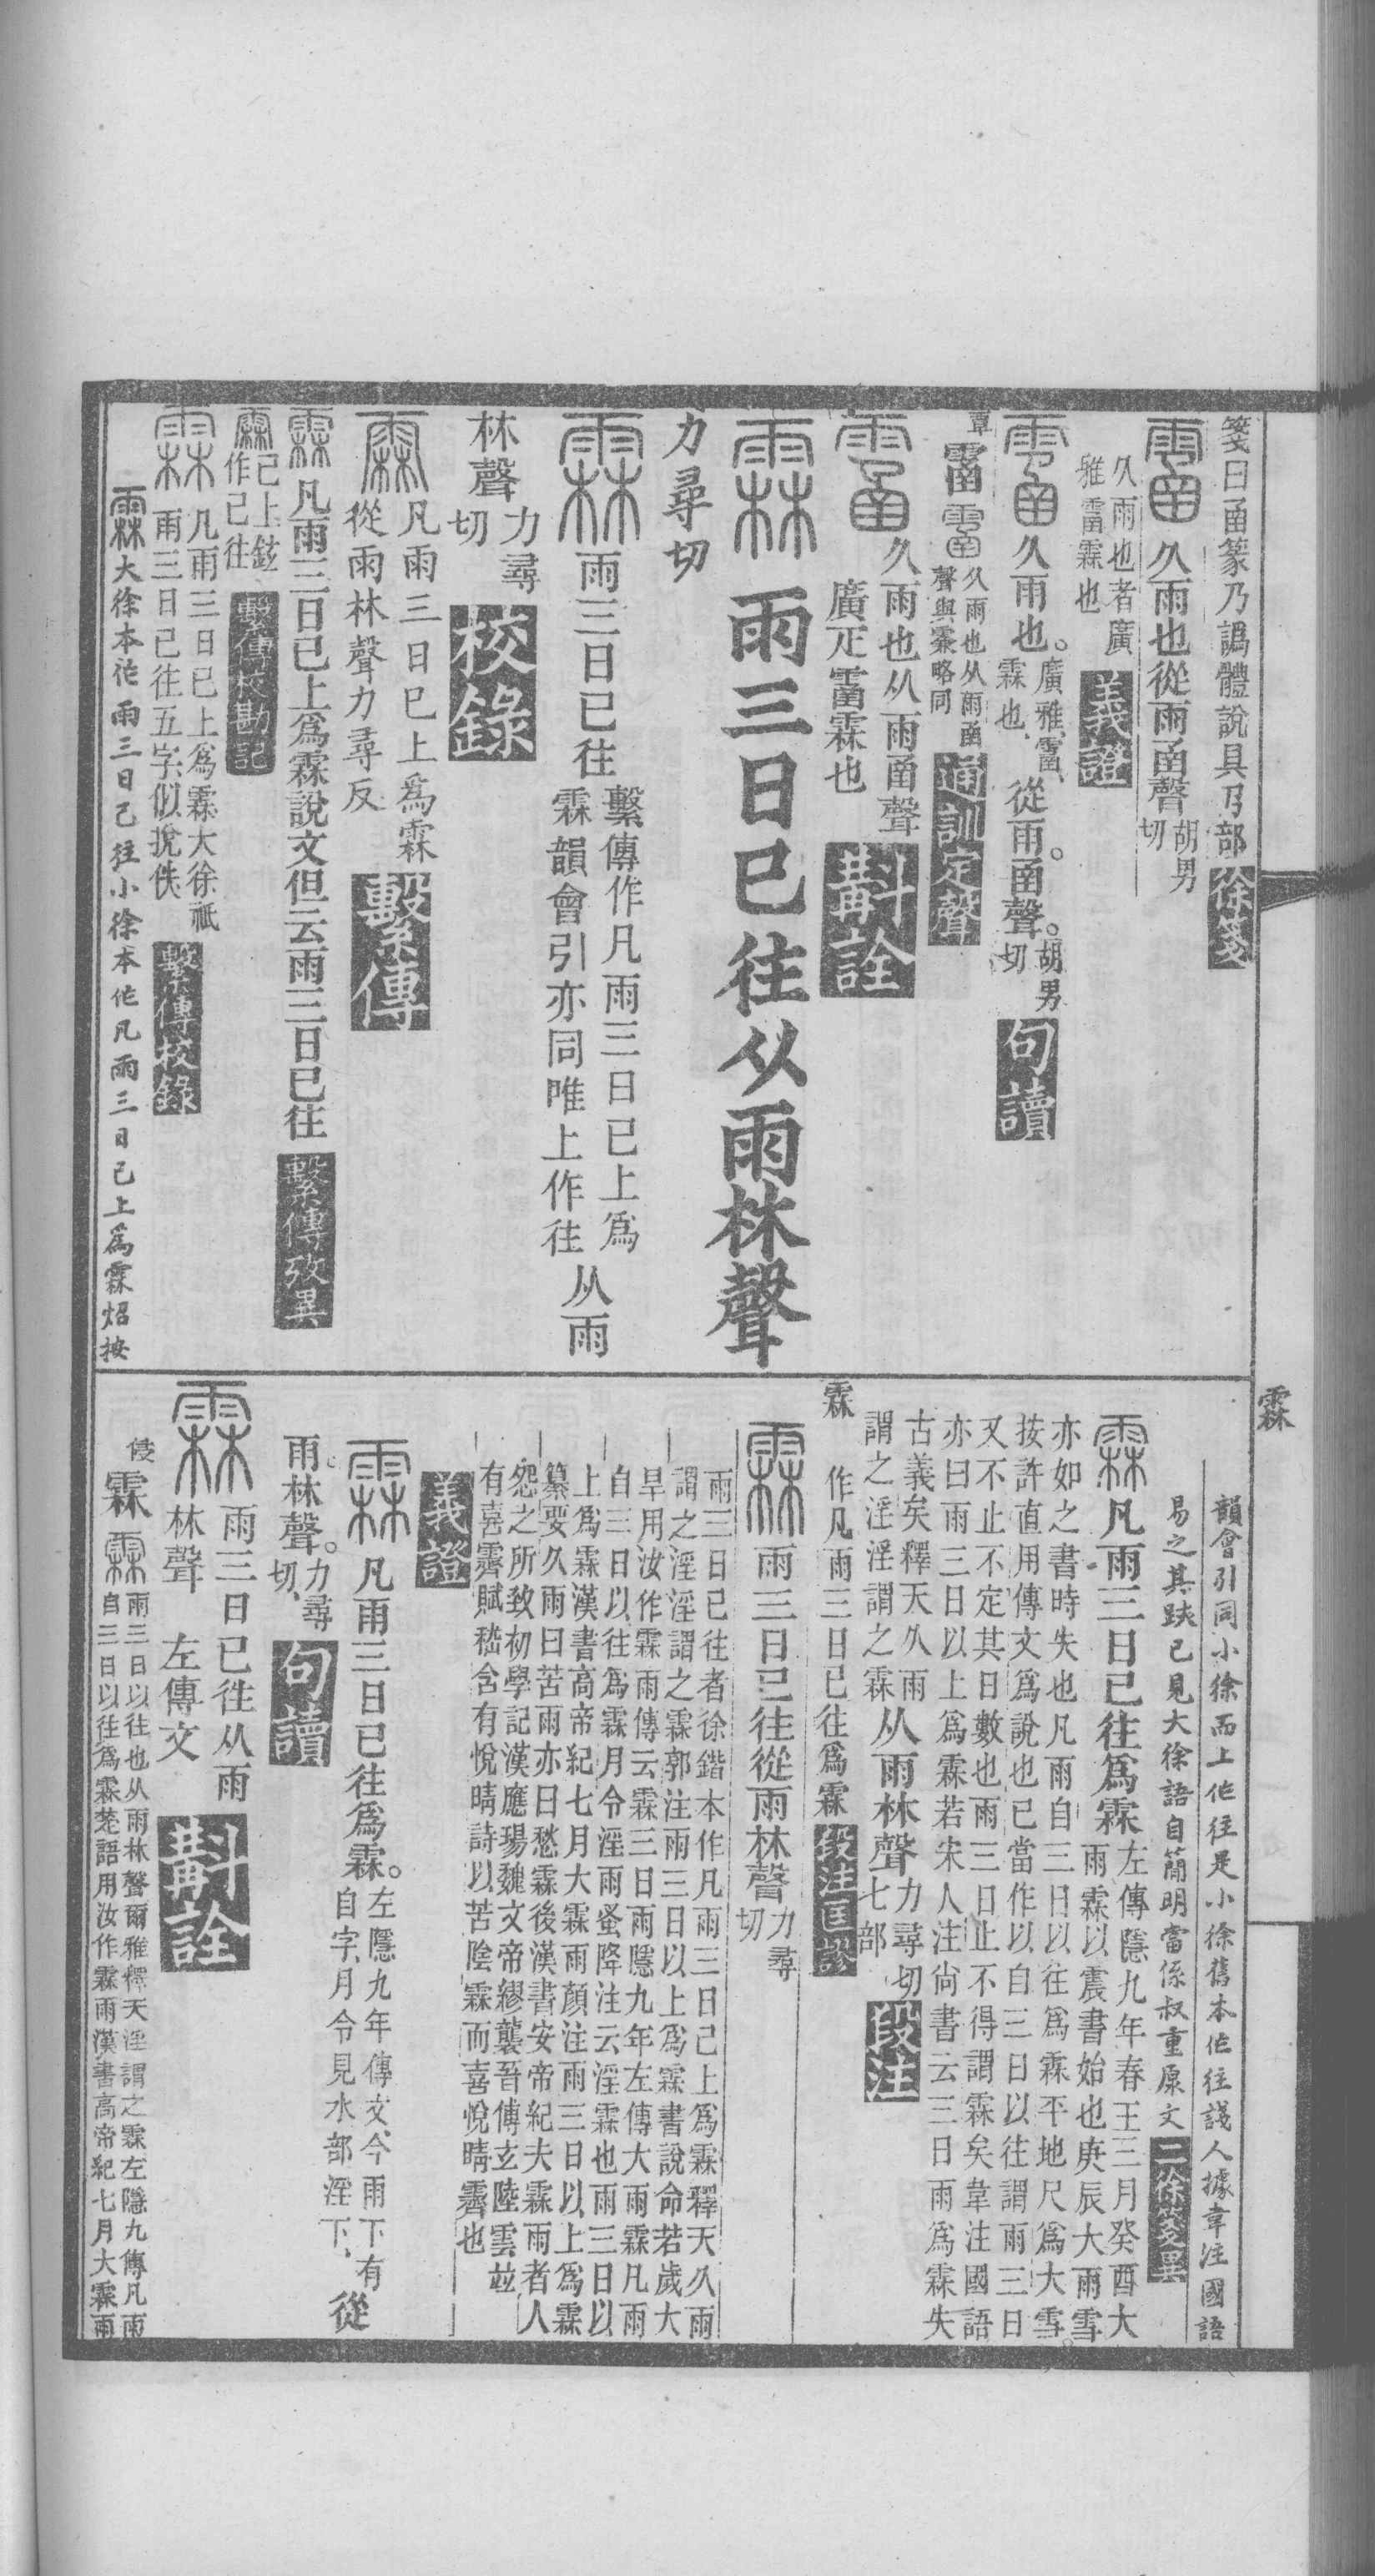 箋曰𢎘篆乃譌體說具𢎘部 徐箋
久雨也從雨𢎘聲 胡男切
久雨也者廣雅霤霖也 義證
久雨也。廣雅霤、霖也、從雨。𢎘聲。胡男切 句讀
久雨也从雨𢎘聲與霖略同 通訓定聲
久雨也从雨𢎘聲
廣疋霤霖也 斠詮
霖 雨三日已往从雨林聲
力尋切
霖 雨三日已往 繫傳作凡雨三日已上爲霖韻會引亦同唯上作往 从雨
林聲 力尋切 校錄
霖 凡雨三日已上爲霖
從雨林聲力尋反 繫傳
霖 凡雨三日已上爲霖說文但云雨三日已往 繫傳攷異
霖 已上鉉作已往 繫傳校勘記
霖 凡雨三日已上爲霖大徐祇
雨三日已往五字似挩佚 繫傳校錄
霖 大徐本作雨三日已往小徐本作凡雨三日已上爲霖炤按
霖
韻會引同小徐而上作往是小徐舊本作往淺人據韋注國語
易之其跌已見大徐語自簡明當係叔重原文 二徐箋異
霖 凡雨三日已往爲霖 左傳隱九年春王三月癸酉大
雨霖以震書始也庚辰大雨雪
亦如之書時失也凡雨自三日以往爲霖平地尺爲大雪
按許直用傳文爲說也已當作以自三日以往謂雨三日
又不止不定其日數也雨三日止不得謂霖矣韋注國語
亦曰雨三日以上爲霖若宋人注尙書云三日雨爲霖失
古義矣釋天久雨
謂之淫淫謂之霖 从雨林聲 力尋切七部 段注
霖 作凡雨三日已往爲霖 段注匡謬
霖 雨三日已往從雨林聲 力尋切
雨三日已往者徐鍇本作凡雨三日已上爲霖釋天久雨
謂之淫淫謂之霖郭注雨三日以上爲霖書說命若歲大
旱用汝作霖雨傳云霖三日雨隱九年左傳大雨霖凡雨
自三日以往爲霖月令淫雨蚤降注云淫霖也雨三日以
上爲霖漢書高帝紀七月大霖雨顏注雨三日以上爲霖
纂要久雨曰苦雨亦曰愁霖後漢書安帝紀夫霖雨者人
怨之所致初學記漢應瑒魏文帝繆襲晉傅玄陸雲竝
有喜霽賦嵇含有悅晴詩以苦陰霖而喜悅晴霽也
義證
霖 凡雨三日已往爲霖。左傳隱九年傳文、今雨下有自字、月令見水部淫下、從
雨林聲。力尋切、 句讀
霖 雨三日已往从雨
林聲 左傳文 斠詮
侵 霖 雨三日以往也从雨林聲爾雅釋天淫謂之霖左隱九傳凡雨
自三日以往爲霖楚語用汝作霖雨漢書高帝紀七月大霖雨